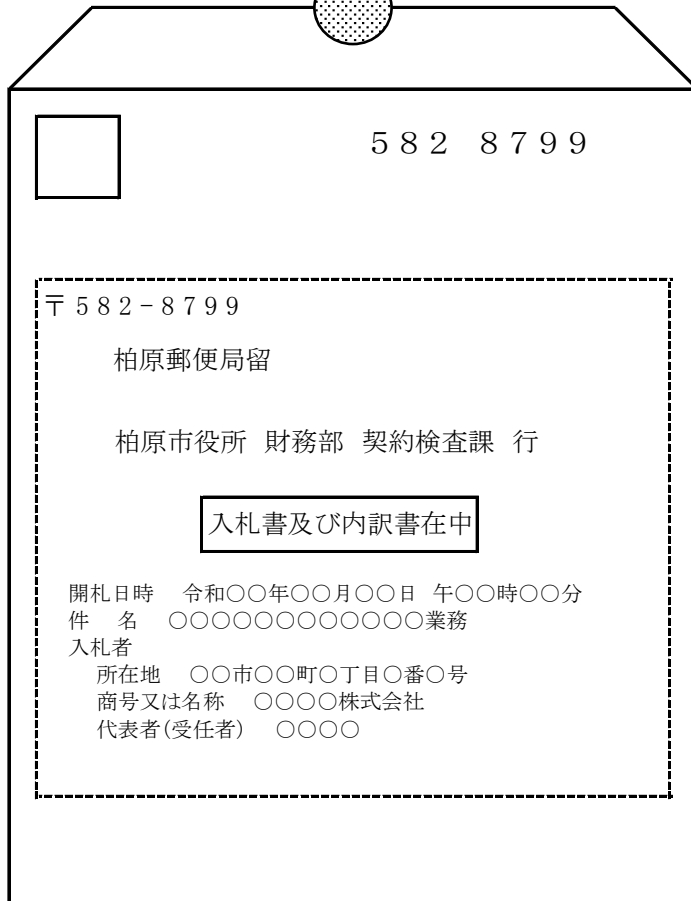 ５８２ ８７９９
〒５８２−８７９９
柏原郵便局留
柏原市役所 財務部 契約検査課 行
入札書及び内訳書在中
開札日時 令和○○年○○月○○日 午○○時○○分
件 名 ○○○○○○○○○○○○業務
入札者
所在地 ○○市○○町○丁目○番○号
商号又は名称 ○○○○株式会社
代表者(受任者) ○○○○